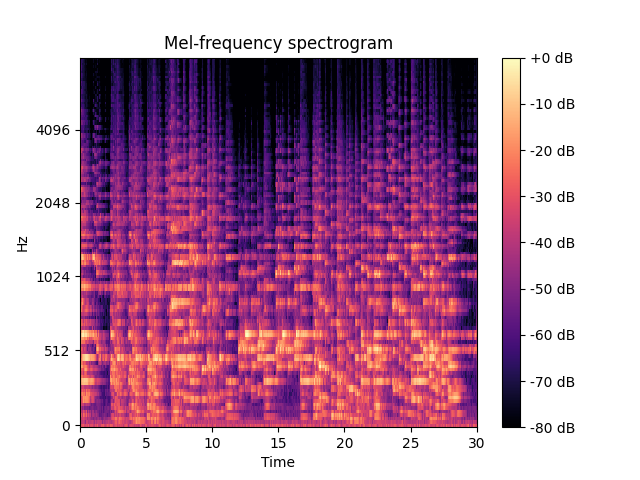 Mel-frequency spectrogram
Hz
4096
2048
1024
512
0
0 5 10 15 20 25 30
Time
+0 dB
-10 dB
-20 dB
-30 dB
-40 dB
-50 dB
-60 dB
-70 dB
-80 dB